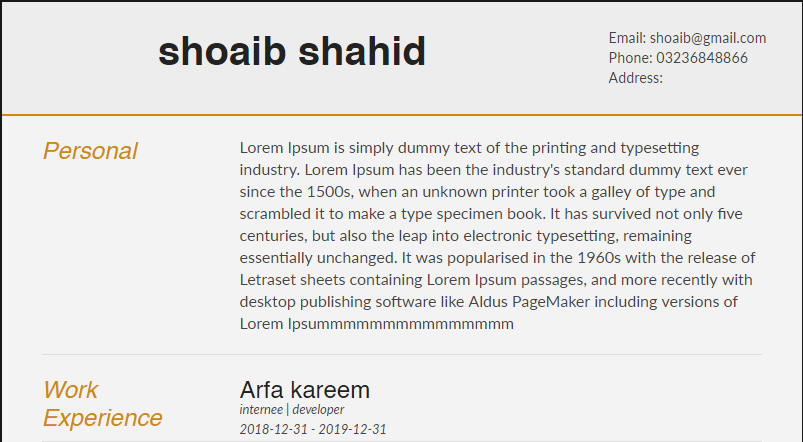 shoaib shahid
Email: shoaib@gmail.com
Phone: 03236848866
Address:
Personal
Lorem Ipsum is simply dummy text of the printing and typesetting
industry. Lorem Ipsum has been the industry's standard dummy text ever
since the 1500s, when an unknown printer took a galley of type and
scrambled it to make a type specimen book. It has survived not only five
centuries, but also the leap into electronic typesetting, remaining
essentially unchanged. It was popularised in the 1960s with the release of
Letraset sheets containing Lorem Ipsum passages, and more recently with
desktop publishing software like Aldus PageMaker including versions of
Lorem Ipsummmmmmmmmmmmmmm
Work
Experience
Arfa kareem
internee | developer
2018-12-31 - 2019-12-31